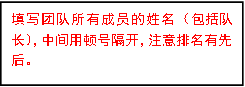 填写团队所有成员的姓名（包括队
长），中间用顿号隔开，注意排名有先
后。